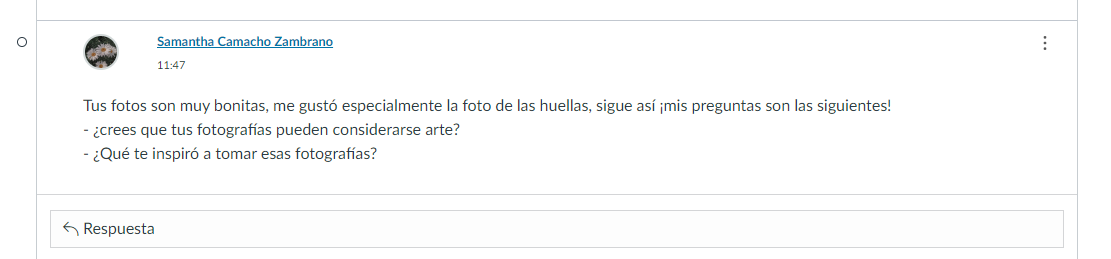 Samantha Camacho Zambrano
11:47
Tus fotos son muy bonitas, me gustó especialmente la foto de las huellas, sigue así ¡mis preguntas son las siguientes!
- ¿crees que tus fotografías pueden considerarse arte?
- ¿Qué te inspiró a tomar esas fotografías?
Respuesta